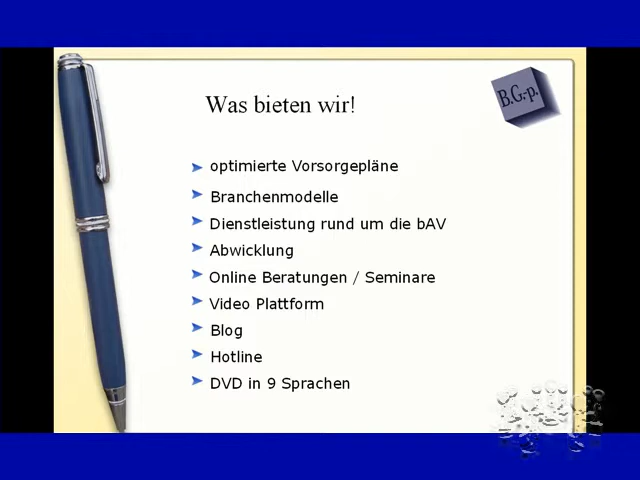 Was bieten wir!
B.G.-p.
optimierte Vorsorgepläne
Branchenmodelle
Dienstleistung rund um die bAV
Abwicklung
Online Beratungen / Seminare
Video Plattform
Blog
Hotline
DVD in 9 Sprachen